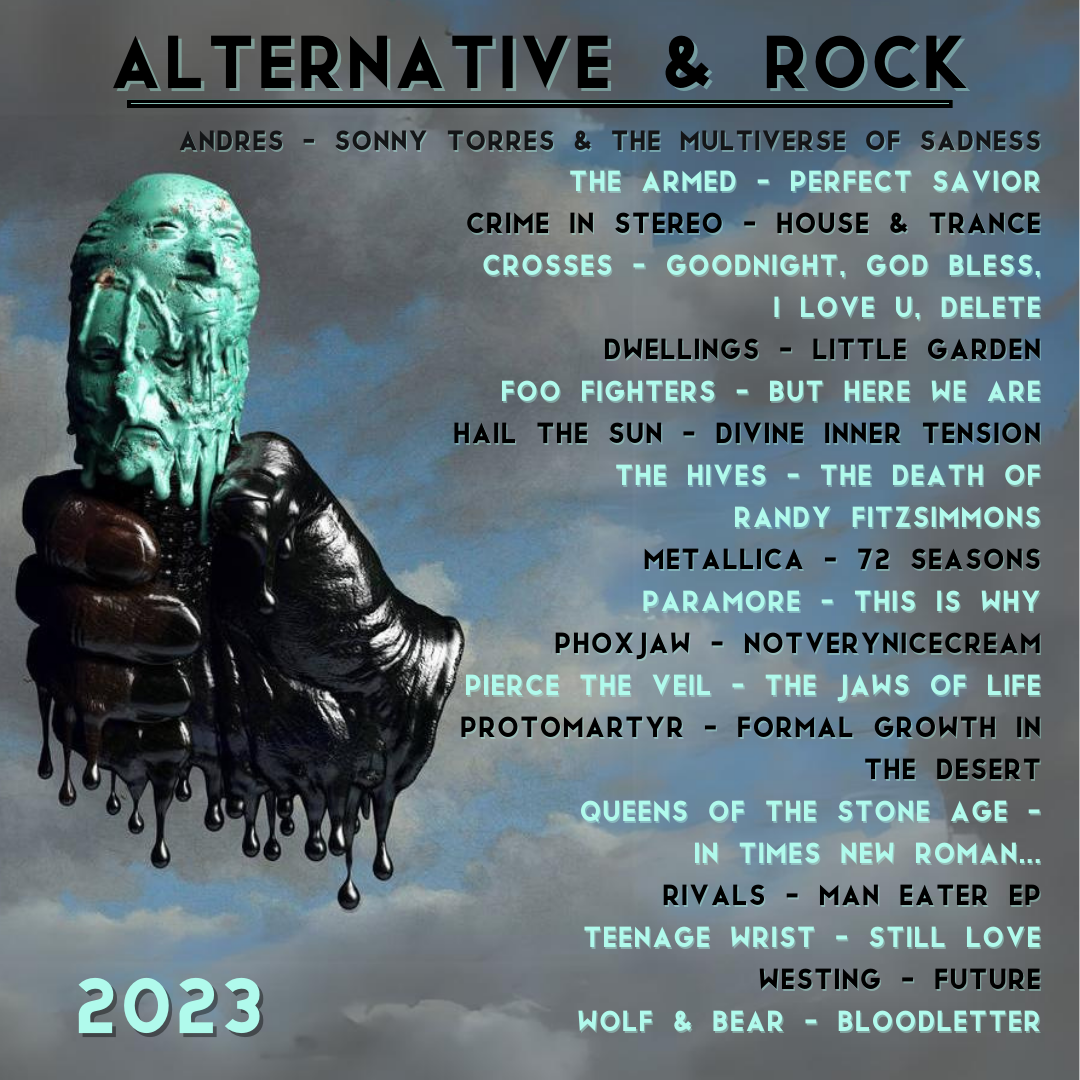 ALTERNATIVE & ROCK
ANDRES - SONNY TORRES & THE MULTIVERSE OF SADNESS
THE ARMED - PERFECT SAVIOR
CRIME IN STEREO - HOUSE & TRANCE
CROSSES - GOODNIGHT, GOD BLESS,
I LOVE U, DELETE
DWELLINGS - LITTLE GARDEN
FOO FIGHTERS - BUT HERE WE ARE
HAIL THE SUN - DIVINE INNER TENSION
THE HIVES - THE DEATH OF
RANDY FITZSIMMONS
METALLICA - 72 SEASONS
PARAMORE - THIS IS WHY
PHOXJAW - NOTVERYNICECREAM
PIERCE THE VEIL - THE JAWS OF LIFE
PROTOMARTYR - FORMAL GROWTH IN
THE DESERT
QUEENS OF THE STONE AGE -
IN TIMES NEW ROMAN...
RIVALS - MAN EATER EP
TEENAGE WRIST - STILL LOVE
WESTING - FUTURE
WOLF & BEAR - BLOODLETTER
2023